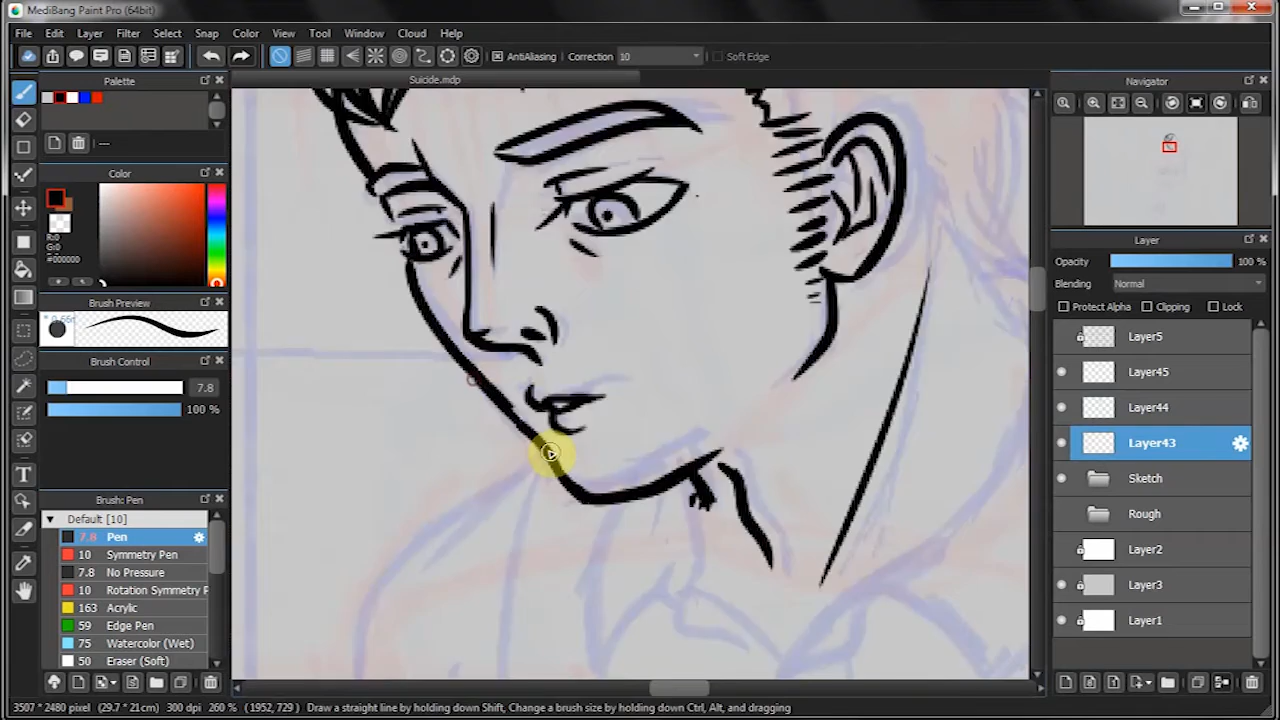 MediBang Paint Pro (64bit)
File Edit Layer Filter Select Snap Color View Tool Window Cloud Help
AntiAliasing Correction 10 Soft Edge
Palette
Suicide.mdp
Navigator
---
Color
R:0
G:0
B:0
#000000
Layer
Opacity 100 %
Blending Normal
Protect Alpha Clipping Lock
Brush Preview
Layer5
Brush Control
Layer45
7.8
100 %
Layer44
Layer43
T
Sketch
Brush: Pen
Default [10]
Rough
7.8 Pen
10 Symmetry Pen
Layer2
7.8 No Pressure
10 Rotation Symmetry P
Layer3
163 Acrylic
59 Edge Pen
Layer1
75 Watercolor (Wet)
50 Eraser (Soft)
3507 * 2480 pixel (29.7 * 21cm) 300 dpi 260 % (1952, 729) Draw a straight line by holding down Shift, Change a brush size by holding down Ctrl, Alt, and dragging